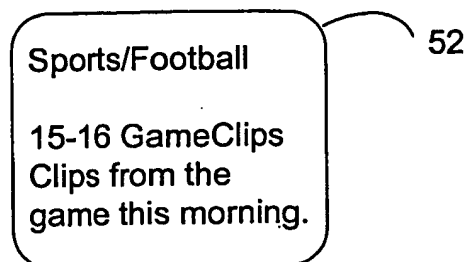 Sports/Football
52
15-16 GameClips
Clips from the
game this morning.